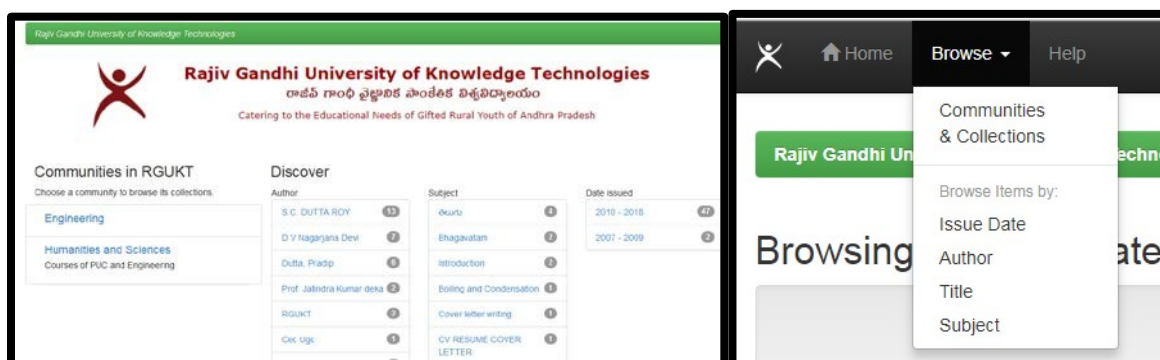 Rajiv Gandhi University of Knowledge Technologies
Rajiv Gandhi University of Knowledge Technologies
రాజీవ్ గాంధీ వైజ్ఞానిక సాంకేతిక విశ్వవిద్యాలయం
Catering to the Educational Needs of Gifted Rural Youth of Andhra Pradesh
Communities in RGUKT
Choose a community to browse its collections.
Engineering
Humanities and Sciences
Courses of PUC and Engineering
Discover
Author
S.C. DUTTA ROY 13
D V Nagarjana Devi
Dutta, Pradip
Prof. Jatindra Kumar deka 2
RGUKT
Cec Ugc 1
Subject
తెలుగు 4
Bhagavatam 2
Introduction 2
Boiling and Condensation 1
Cover letter writing 1
CV RESUME COVER 1
LETTER
Date issued
2010 - 2018 47
2007 - 2009 2
Home Browse Help
Communities
& Collections
Browse Items by:
Issue Date
Author
Title
Subject
Rajiv Gandhi Un
echno
Browsing
ate